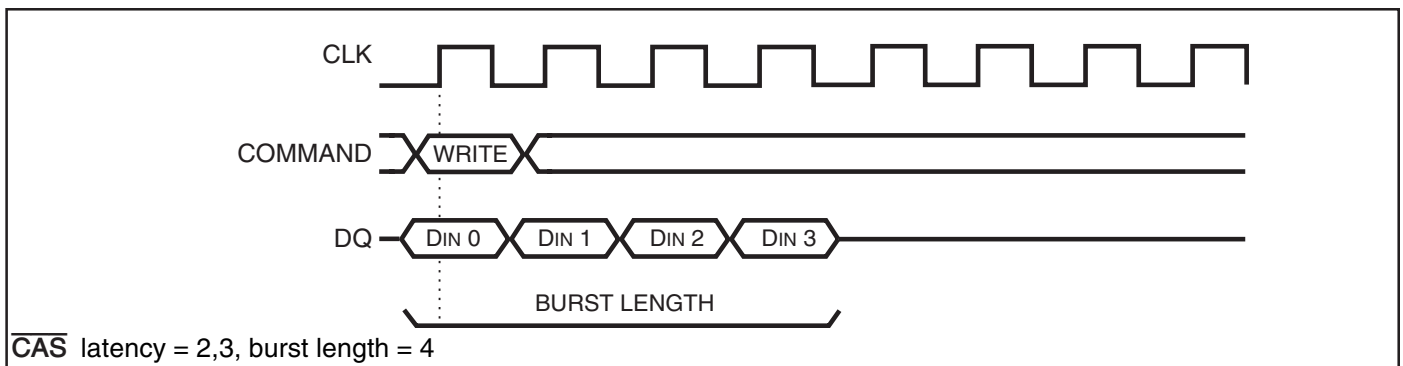 CLK
COMMAND
WRITE
DQ
DIN 0
DIN 1
DIN 2
DIN 3
BURST LENGTH
CAS latency = 2,3, burst length = 4